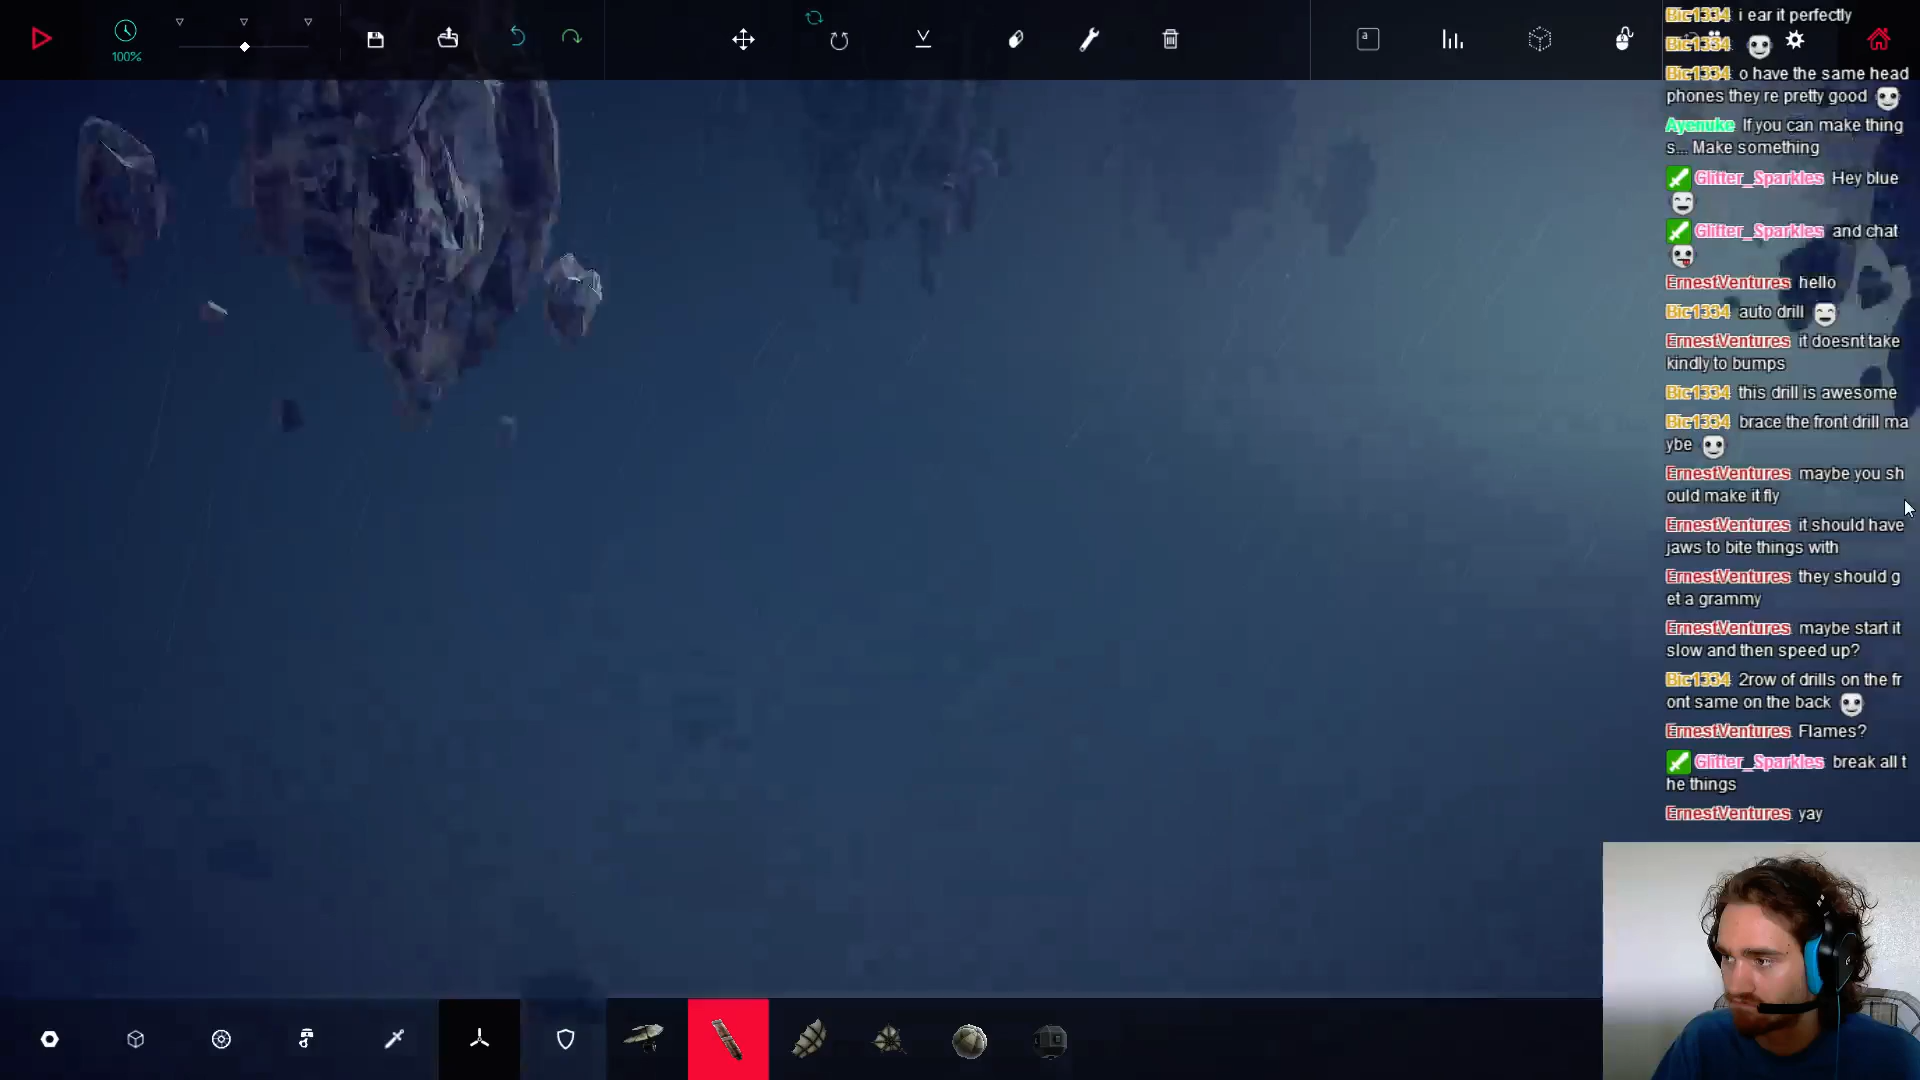 Bic1334 i ear it perfectly
Bic1334
100%
Bic1334 o have the same head
phones they re pretty good
Ayenuke If you can make thing
s... Make something
Glitter_Sparkles Hey blue
Glitter_Sparkles and chat
ErnestVentures hello
Bic1334 auto drill
ErnestVentures it doesnt take
kindly to bumps
Bic1334 this drill is awesome
Bic1334 brace the front drill ma
ybe
ErnestVentures maybe you sh
ould make it fly
ErnestVentures it should have
jaws to bite things with
ErnestVentures they should g
et a grammy
ErnestVentures maybe start it
slow and then speed up?
Bic1334 2row of drills on the fr
ont same on the back
ErnestVentures Flames?
Glitter_Sparkles break all t
he things
ErnestVentures yay